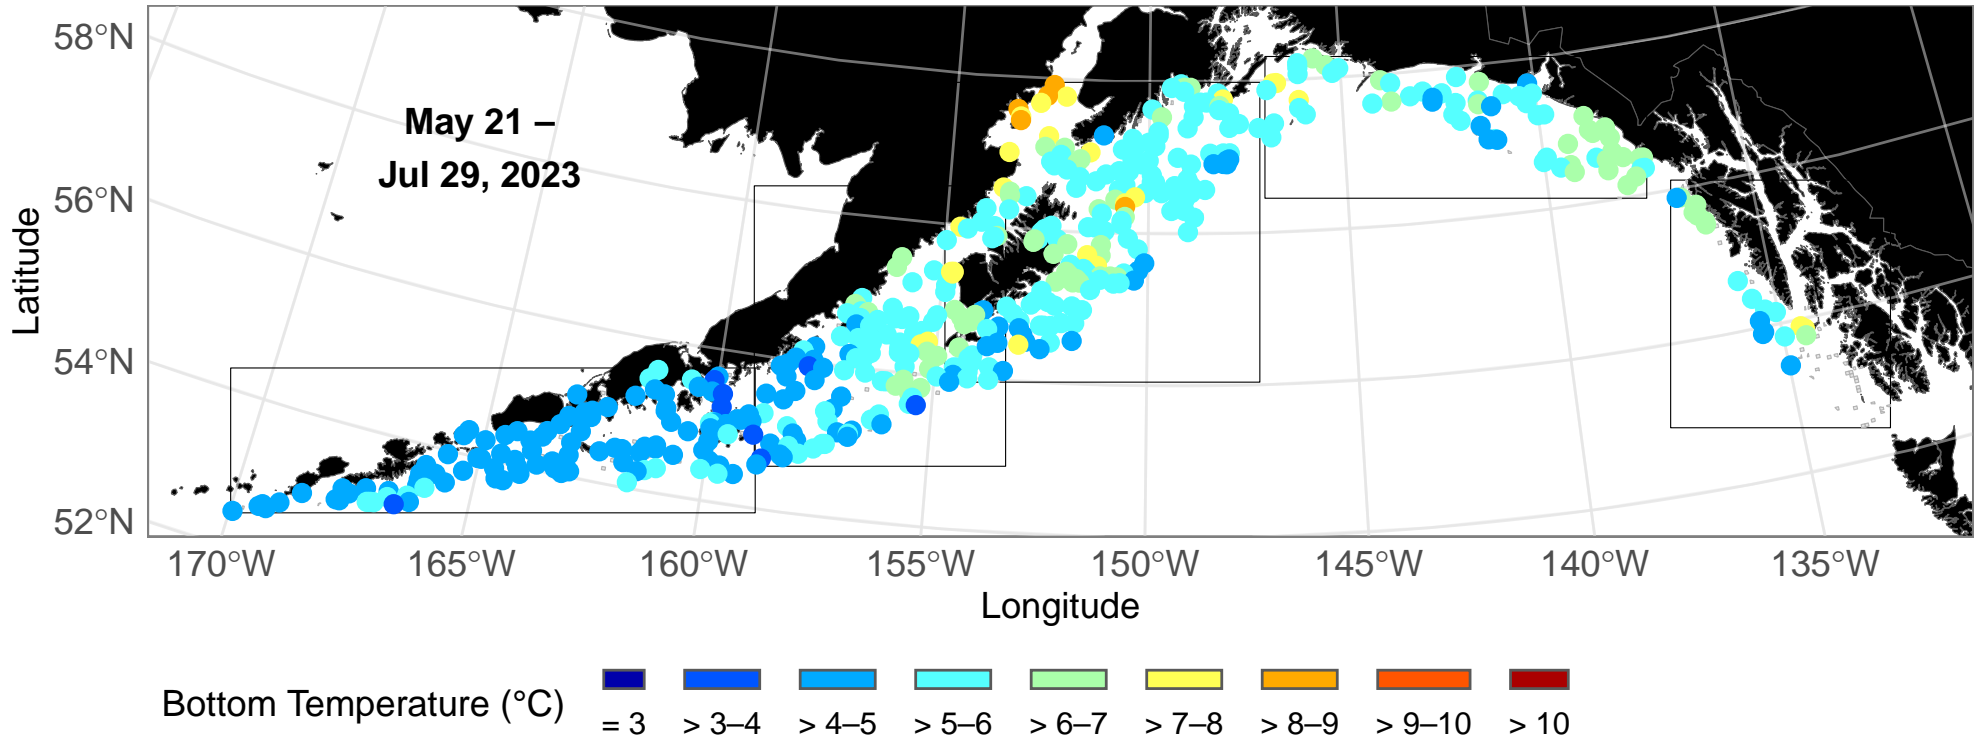 58°N
56°N
54°N
52°N
Latitude
May 21 –
Jul 29, 2023
170°W 165°W 160°W 155°W 150°W 145°W 140°W 135°W
Longitude
Bottom Temperature (°C)
= 3 > 3–4 > 4–5 > 5–6 > 6–7 > 7–8 > 8–9 > 9–10 > 10